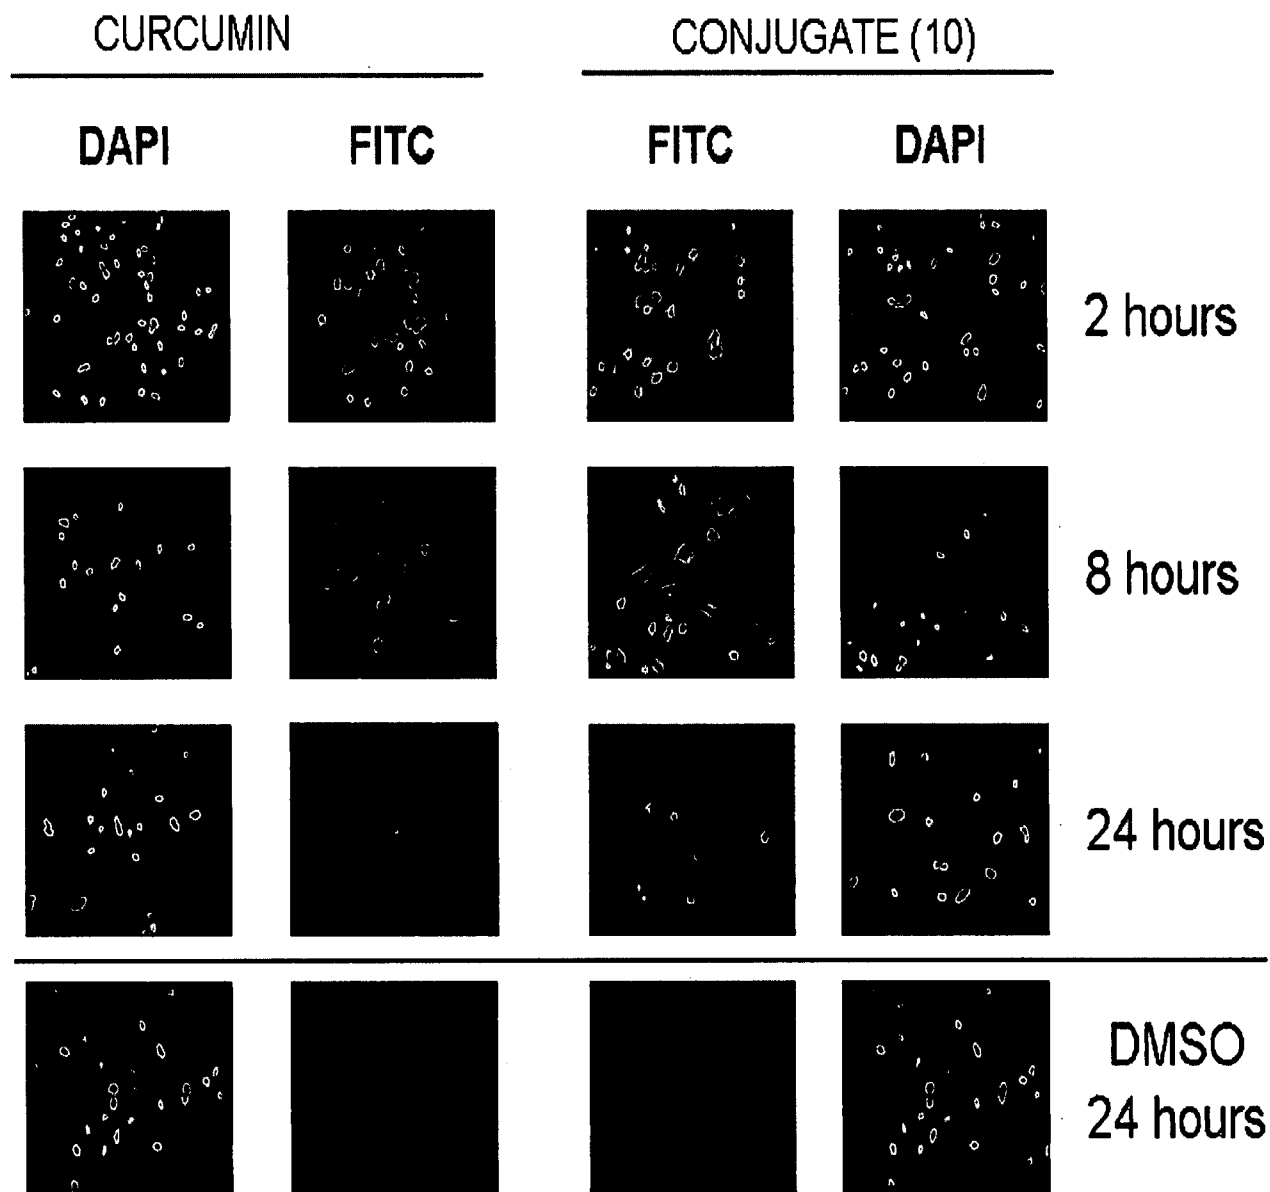 CURCUMIN CONJUGATE (10)
DAPI FITC FITC DAPI
2 hours
8 hours
24 hours
DMSO
24 hours